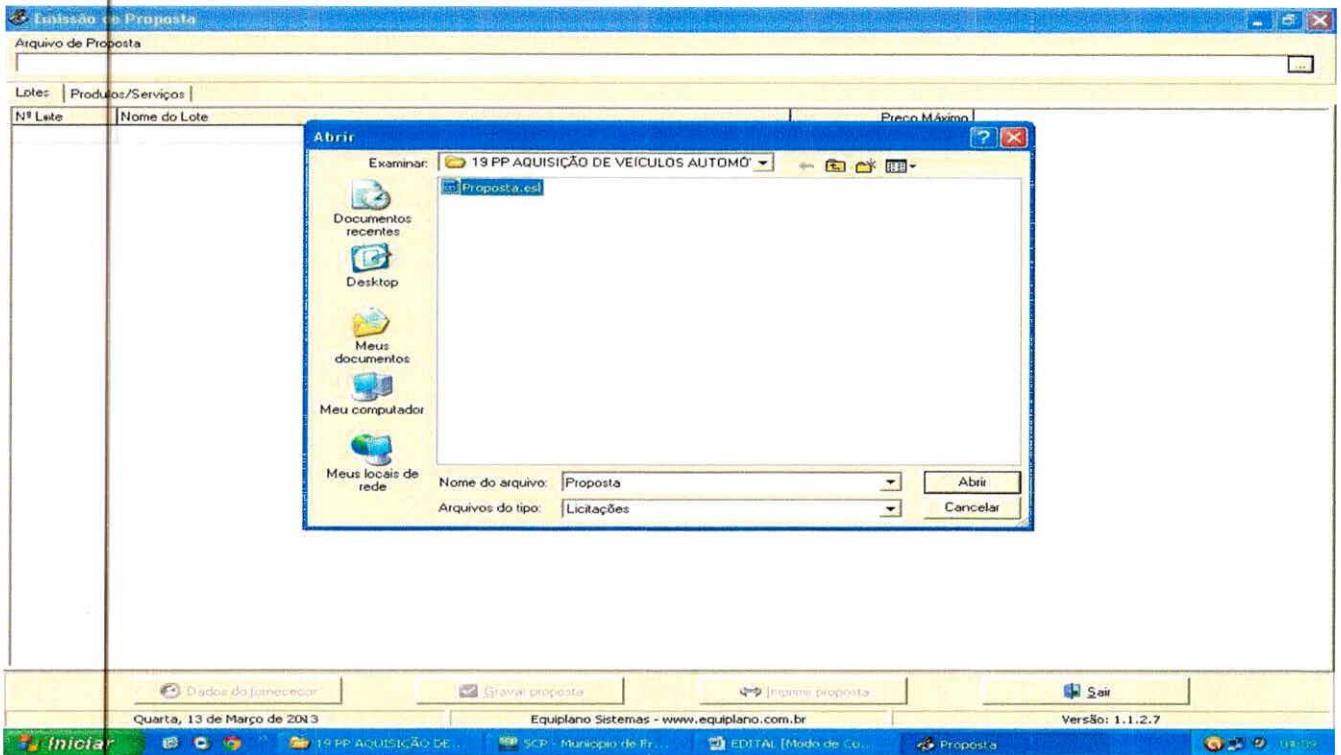 Emissão de Proposta
Arquivo de Proposta
...
Lotes Produtos/Serviços
Nº Lote Nome do Lote Preço Máximo
Abrir
Examinar: 19 PP AQUISIÇÃO DE VEÍCULOS AUTOMÓ
Proposta.esl
Documentos
recentes
Desktop
Meus
documentos
Meu computador
Meus locais de
rede
Nome do arquivo: Proposta Abrir
Arquivos do tipo: Licitações Cancelar
Dados do fornecedor Gravar proposta Imprimir proposta Sair
Quarta, 13 de Março de 2013 Equiplano Sistemas - www.equiplano.com.br Versão: 1.1.2.7
Iniciar 19 PP AQUISIÇÃO DE... SCP - Municipio de Fr... EDITAL [Modo de Co... Proposta